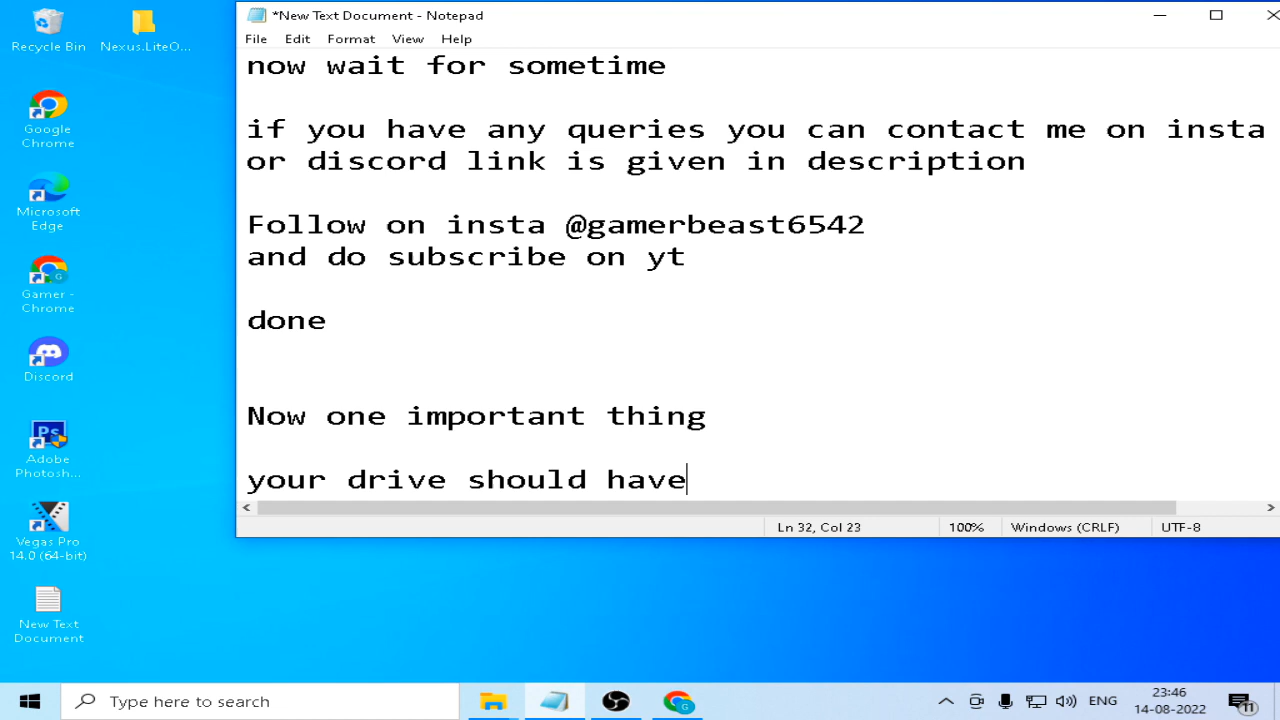 *New Text Document - Notepad
File Edit Format View Help
now wait for sometime
if you have any queries you can contact me on insta
or discord link is given in description
Follow on insta @gamerbeast6542
and do subscribe on yt
done
Now one important thing
your drive should have
Ln 32, Col 23
100%
Windows (CRLF)
UTF-8
Recycle Bin
Nexus.LiteO...
Google
Chrome
Microsoft
Edge
Gamer -
Chrome
Discord
Ps
Adobe
Photosh...
Vegas Pro
14.0 (64-bit)
New Text
Document
Type here to search
ENG
23:46
14-08-2022
11